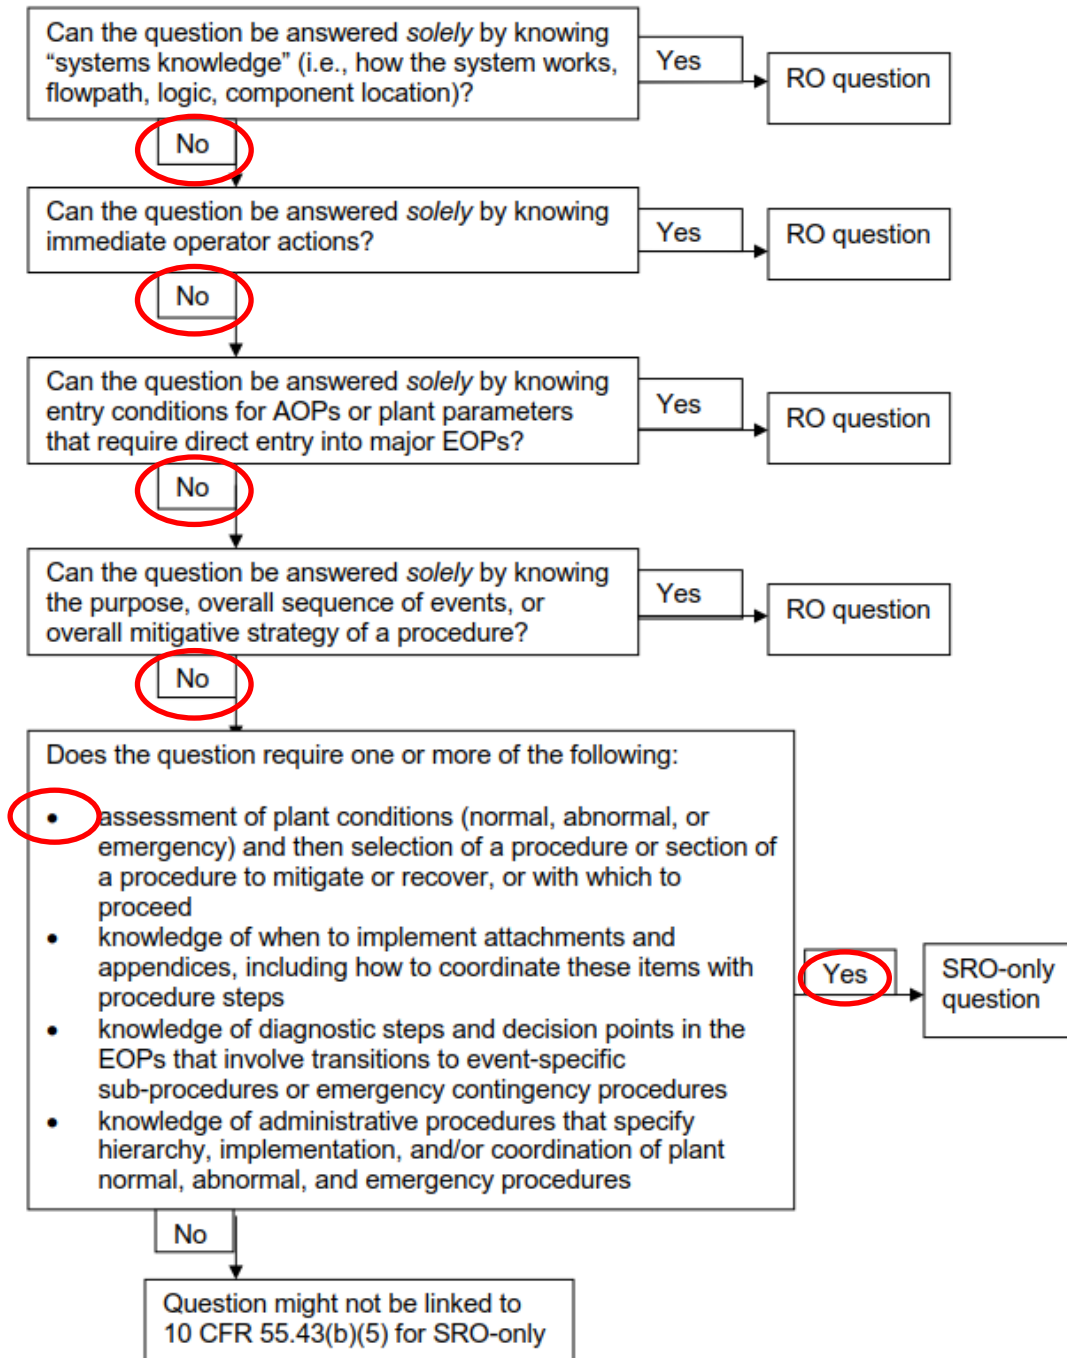 Can the question be answered solely by knowing
“systems knowledge” (i.e., how the system works,
flowpath, logic, component location)?
Yes
RO question
No
Can the question be answered solely by knowing
immediate operator actions?
Yes
RO question
No
Can the question be answered solely by knowing
entry conditions for AOPs or plant parameters
that require direct entry into major EOPs?
Yes
RO question
No
Can the question be answered solely by knowing
the purpose, overall sequence of events, or
overall mitigative strategy of a procedure?
Yes
RO question
No
Does the question require one or more of the following:
• assessment of plant conditions (normal, abnormal, or
emergency) and then selection of a procedure or section of
a procedure to mitigate or recover, or with which to
proceed
• knowledge of when to implement attachments and
appendices, including how to coordinate these items with
procedure steps
• knowledge of diagnostic steps and decision points in the
EOPs that involve transitions to event-specific
sub-procedures or emergency contingency procedures
• knowledge of administrative procedures that specify
hierarchy, implementation, and/or coordination of plant
normal, abnormal, and emergency procedures
Yes
SRO-only
question
No
Question might not be linked to
10 CFR 55.43(b)(5) for SRO-only